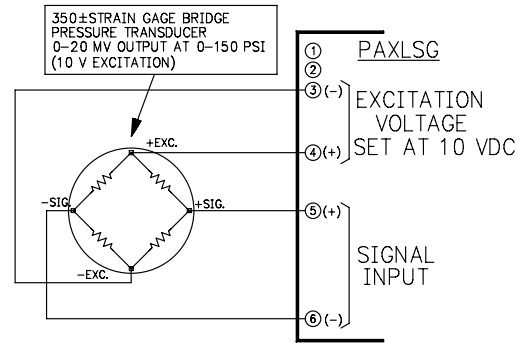 350±STRAIN GAGE BRIDGE
PRESSURE TRANSDUCER
0-20 MV OUTPUT AT 0-150 PSI
(10 V EXCITATION)
PAXLSG
1
2
3 (-)
EXCITATION
VOLTAGE
SET AT 10 VDC
4 (+)
+EXC.
-SIG.
+SIG.
5 (+)
-EXC.
SIGNAL
INPUT
6 (-)